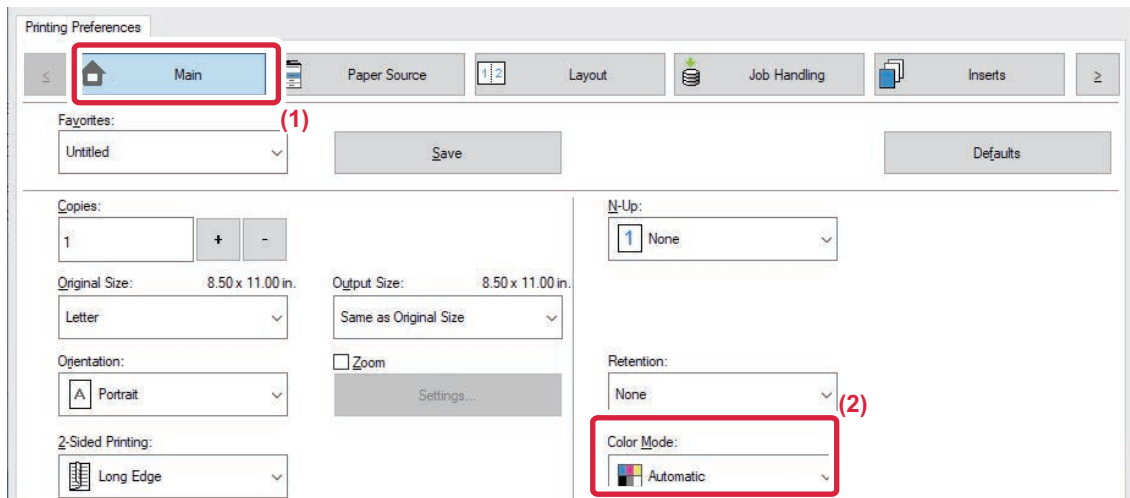 Printing Preferences
< Main Paper Source 1 2 Layout Job Handling Inserts >
(1)
Favorites:
Untitled Save Defaults
Copies: N-Up:
1 + - 1 None
Original Size: 8.50 x 11.00 in. Output Size: 8.50 x 11.00 in.
Letter Same as Original Size
Orientation: Zoom Retention:
A Portrait Settings... None
(2)
2-Sided Printing: Color Mode:
Long Edge Automatic